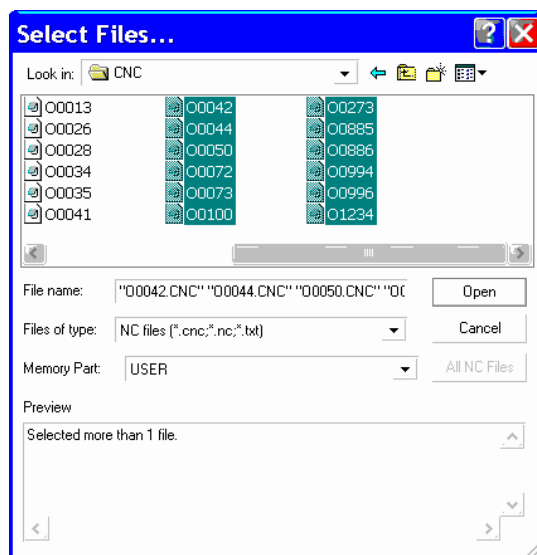 Select Files...
Look in: CNC
O0013 O0042 O0273
O0026 O0044 O0885
O0028 O0050 O0886
O0034 O0072 O0994
O0035 O0073 O0996
O0041 O0100 O1234
File name: "O0042.CNC" "O0044.CNC" "O0050.CNC" "O( Open
Files of type: NC files (*.cnc;*.nc;*.txt) Cancel
Memory Part: USER All NC Files
Preview
Selected more than 1 file.